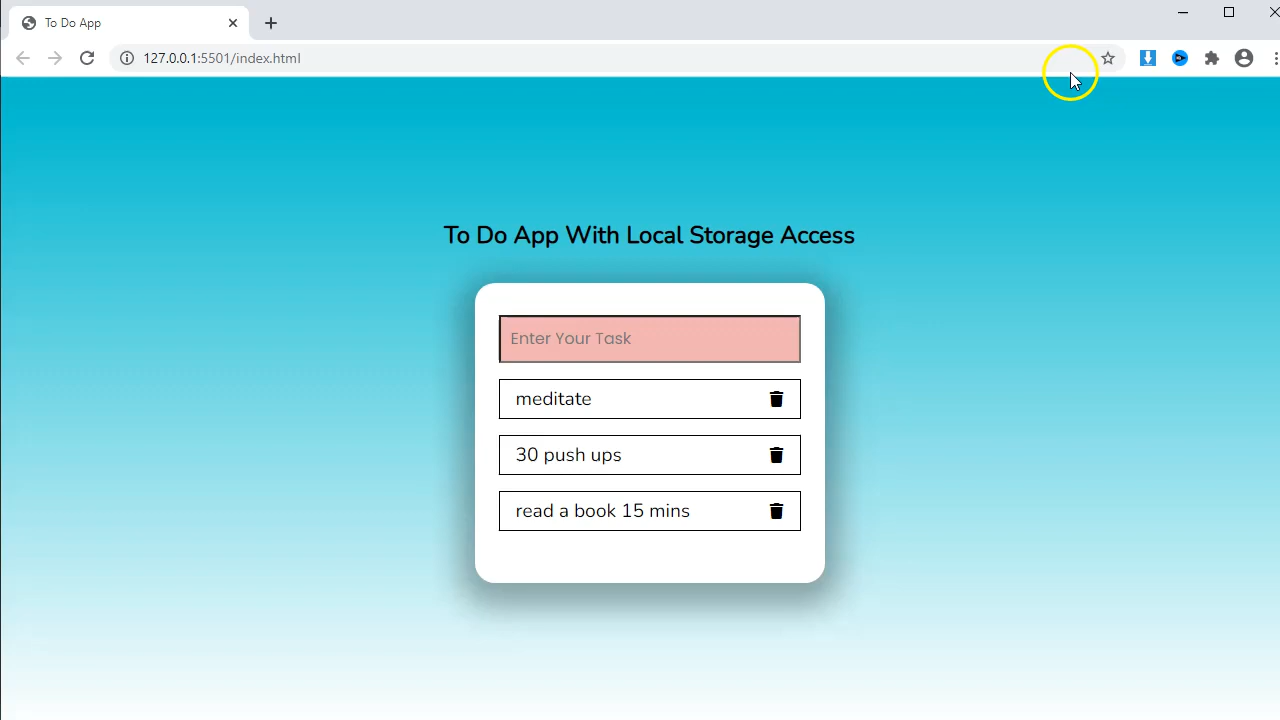 To Do App
127.0.0.1:5501/index.html
To Do App With Local Storage Access
Enter Your Task
meditate
30 push ups
read a book 15 mins